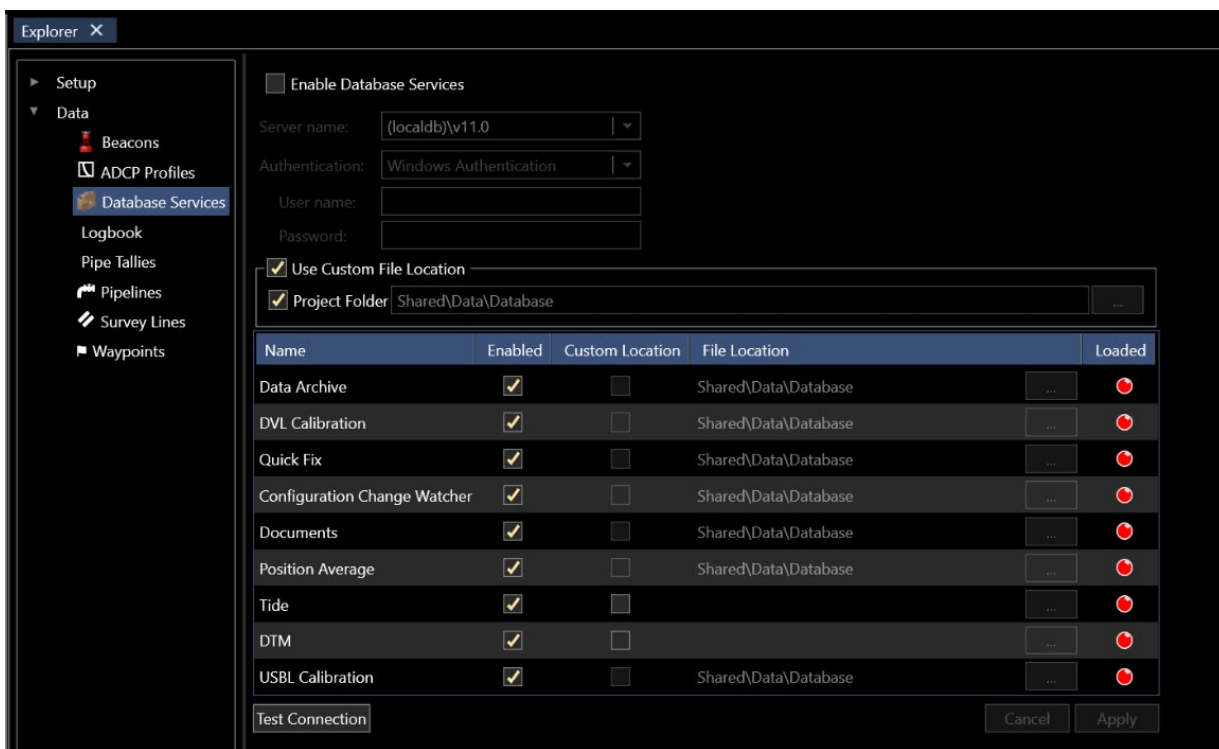 Explorer X
Setup
Data
Beacons
ADCP Profiles
Database Services
Logbook
Pipe Tallies
Pipelines
Survey Lines
Waypoints
Enable Database Services
Server name: (localdb)\v11.0
Authentication: Windows Authentication
User name:
Password:
Use Custom File Location
Project Folder Shared\Data\Database ...
Name Enabled Custom Location File Location Loaded
Data Archive Shared\Data\Database ...
DVL Calibration Shared\Data\Database ...
Quick Fix Shared\Data\Database ...
Configuration Change Watcher Shared\Data\Database ...
Documents Shared\Data\Database ...
Position Average Shared\Data\Database ...
Tide ...
DTM ...
USBL Calibration Shared\Data\Database ...
Test Connection Cancel Apply